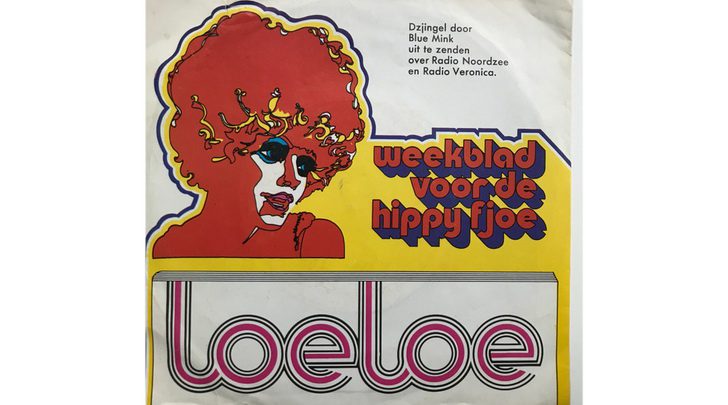 Dzjingel door
Blue Mink
uit te zenden
over Radio Noordzee
en Radio Veronica.
weekblad
voor de
hippy fjoe
loeloe